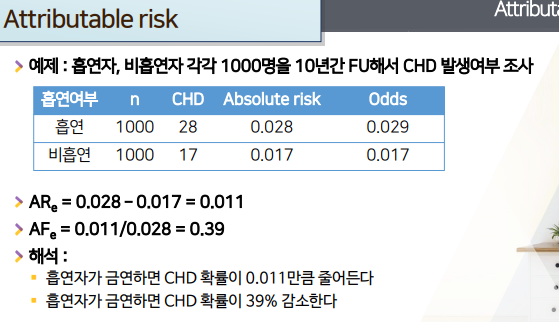 Attributable risk
Attributa
예제 : 흡연자, 비흡연자 각각 1000명을 10년간 FU해서 CHD 발생여부 조사
흡연여부 n CHD Absolute risk Odds
흡연 1000 28 0.028 0.029
비흡연 1000 17 0.017 0.017
ARe = 0.028 – 0.017 = 0.011
AFe = 0.011/0.028 = 0.39
해석 :
흡연자가 금연하면 CHD 확률이 0.011만큼 줄어든다
흡연자가 금연하면 CHD 확률이 39% 감소한다